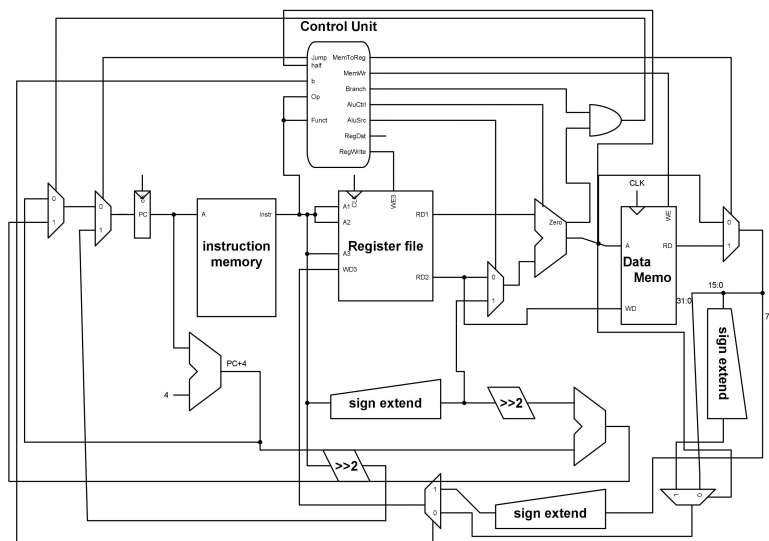 Control Unit
Jump
half
b
Op
Funct
MemToReg
MemWr
Branch
AluCtrl
AluSrc
RegDst
RegWrite
0
1
0
1
PC
A
Instr
instruction
memory
A1
A2
A3
WD3
WE3
RD1
RD2
Register file
0
1
Zero
CLK
WE
A
RD
Data
Memo
WD
31:0
0
1
15:0
7
sign extend
PC+4
4
sign extend
>>2
>>2
1
0
sign extend
1
0